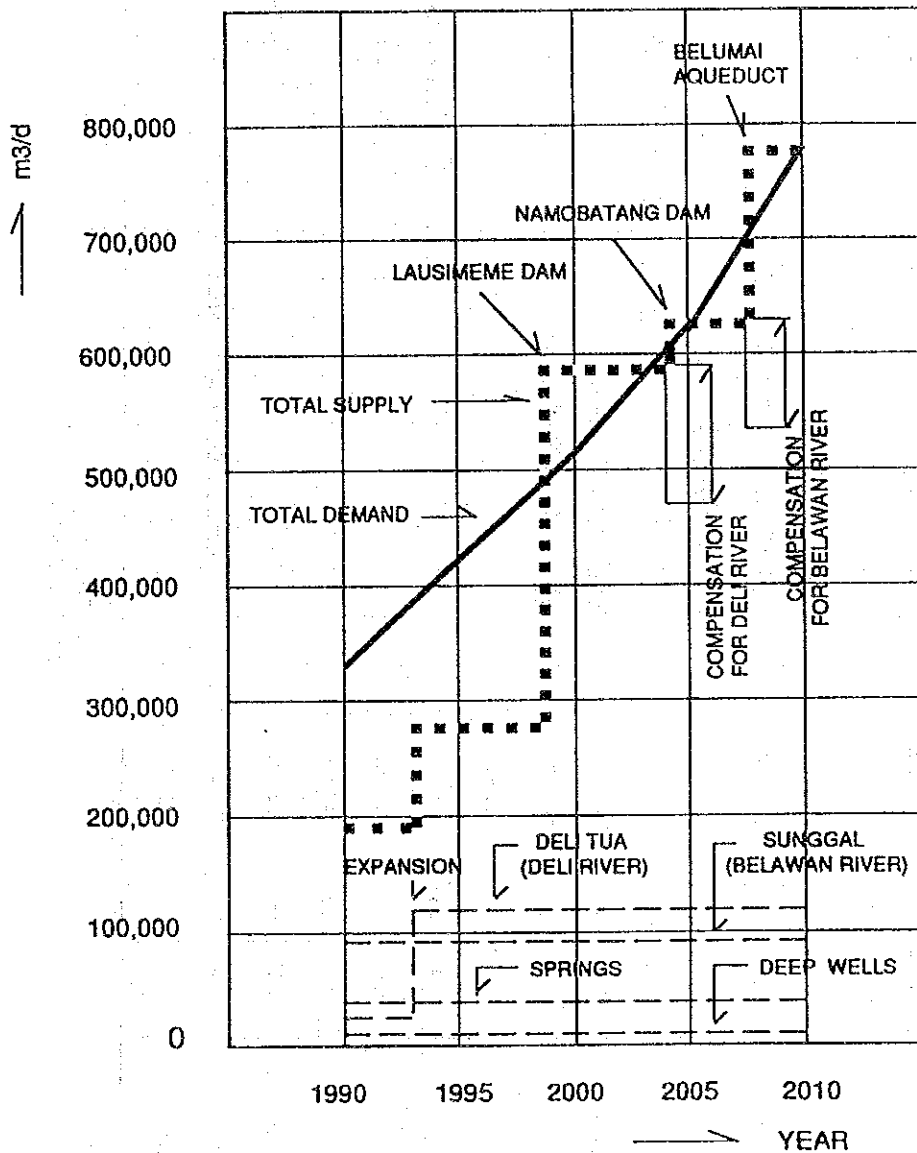 BELUMAI
AQUEDUCT
m3/d
800,000
NAMOBATANG DAM
700,000
LAUSIMEME DAM
600,000
TOTAL SUPPLY
500,000
TOTAL DEMAND
COMPENSATION
FOR DELI RIVER
COMPENSATION
FOR BELAWAN RIVER
400,000
300,000
200,000
DELI TUA
(DELI RIVER)
SUNGGAL
(BELAWAN RIVER)
EXPANSION
100,000
SPRINGS
DEEP WELLS
0
1990 1995 2000 2005 2010
YEAR